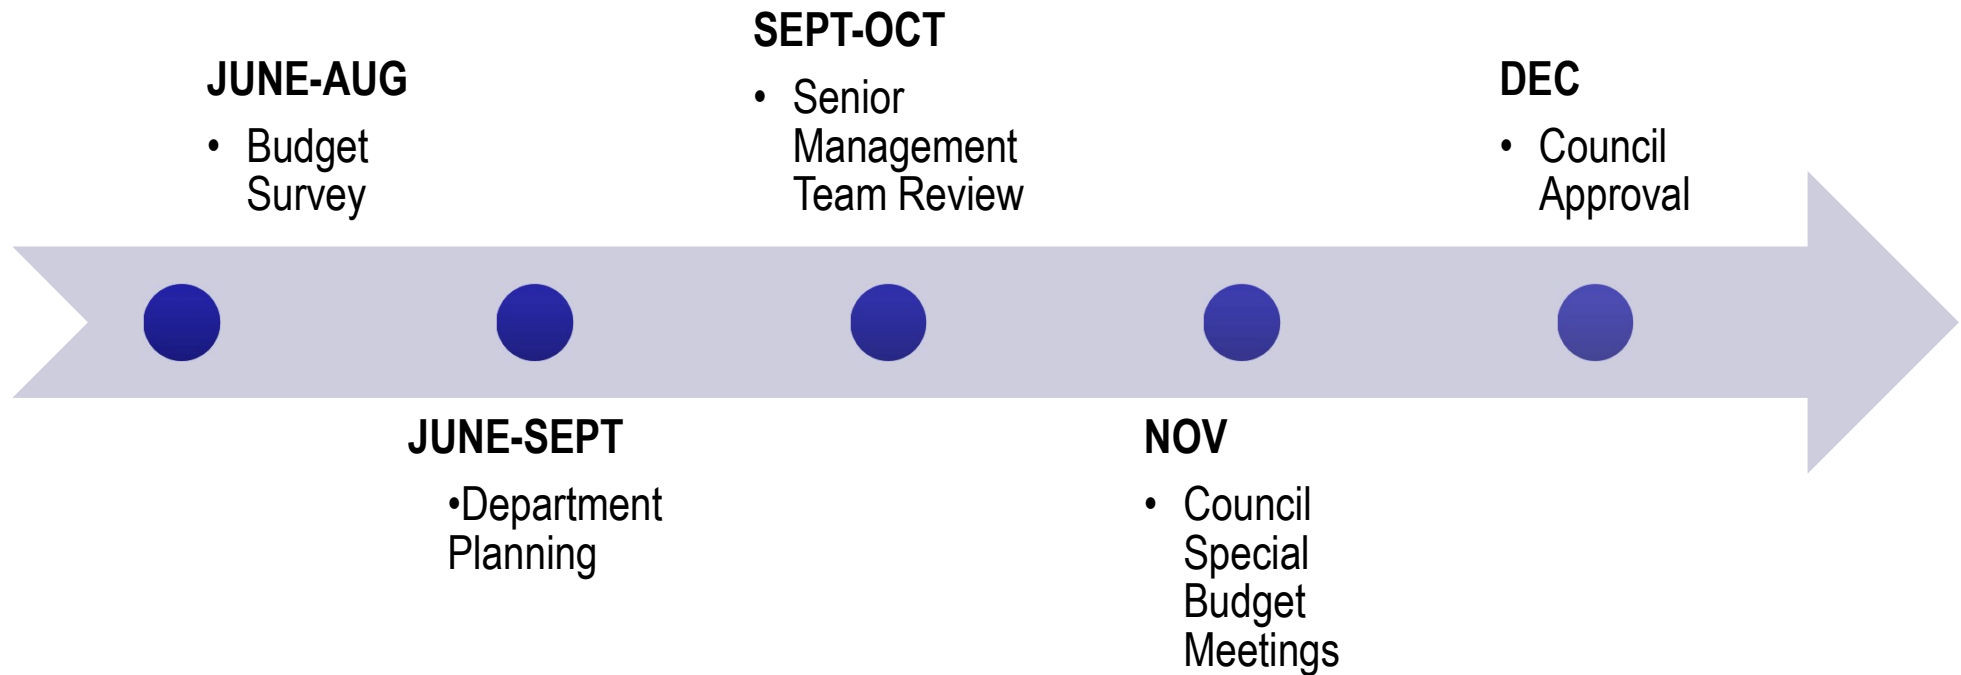 JUNE-AUG
• Budget
Survey
JUNE-SEPT
•Department
Planning
SEPT-OCT
• Senior
Management
Team Review
NOV
• Council
Special
Budget
Meetings
DEC
• Council
Approval